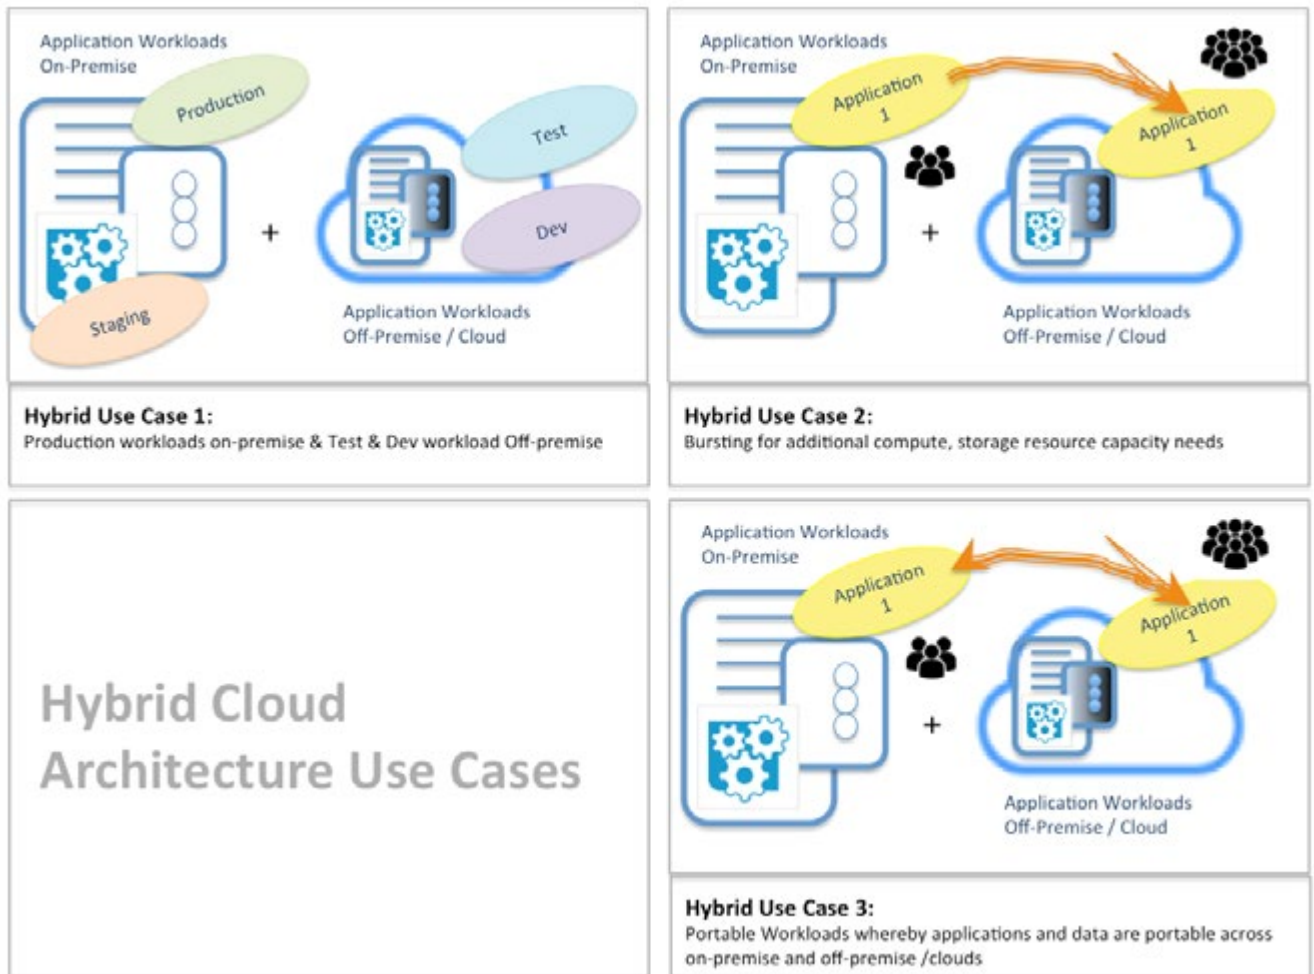 Application Workloads
On-Premise
Production
Test
Dev
+
Staging
Application Workloads
Off-Premise / Cloud
Hybrid Use Case 1:
Production workloads on-premise & Test & Dev workload Off-premise
Application Workloads
On-Premise
Application
1
Application
1
+
Application Workloads
Off-Premise / Cloud
Hybrid Use Case 2:
Bursting for additional compute, storage resource capacity needs
Hybrid Cloud
Architecture Use Cases
Application Workloads
On-Premise
Application
1
Application
1
+
Application Workloads
Off-Premise / Cloud
Hybrid Use Case 3:
Portable Workloads whereby applications and data are portable across
on-premise and off-premise /clouds